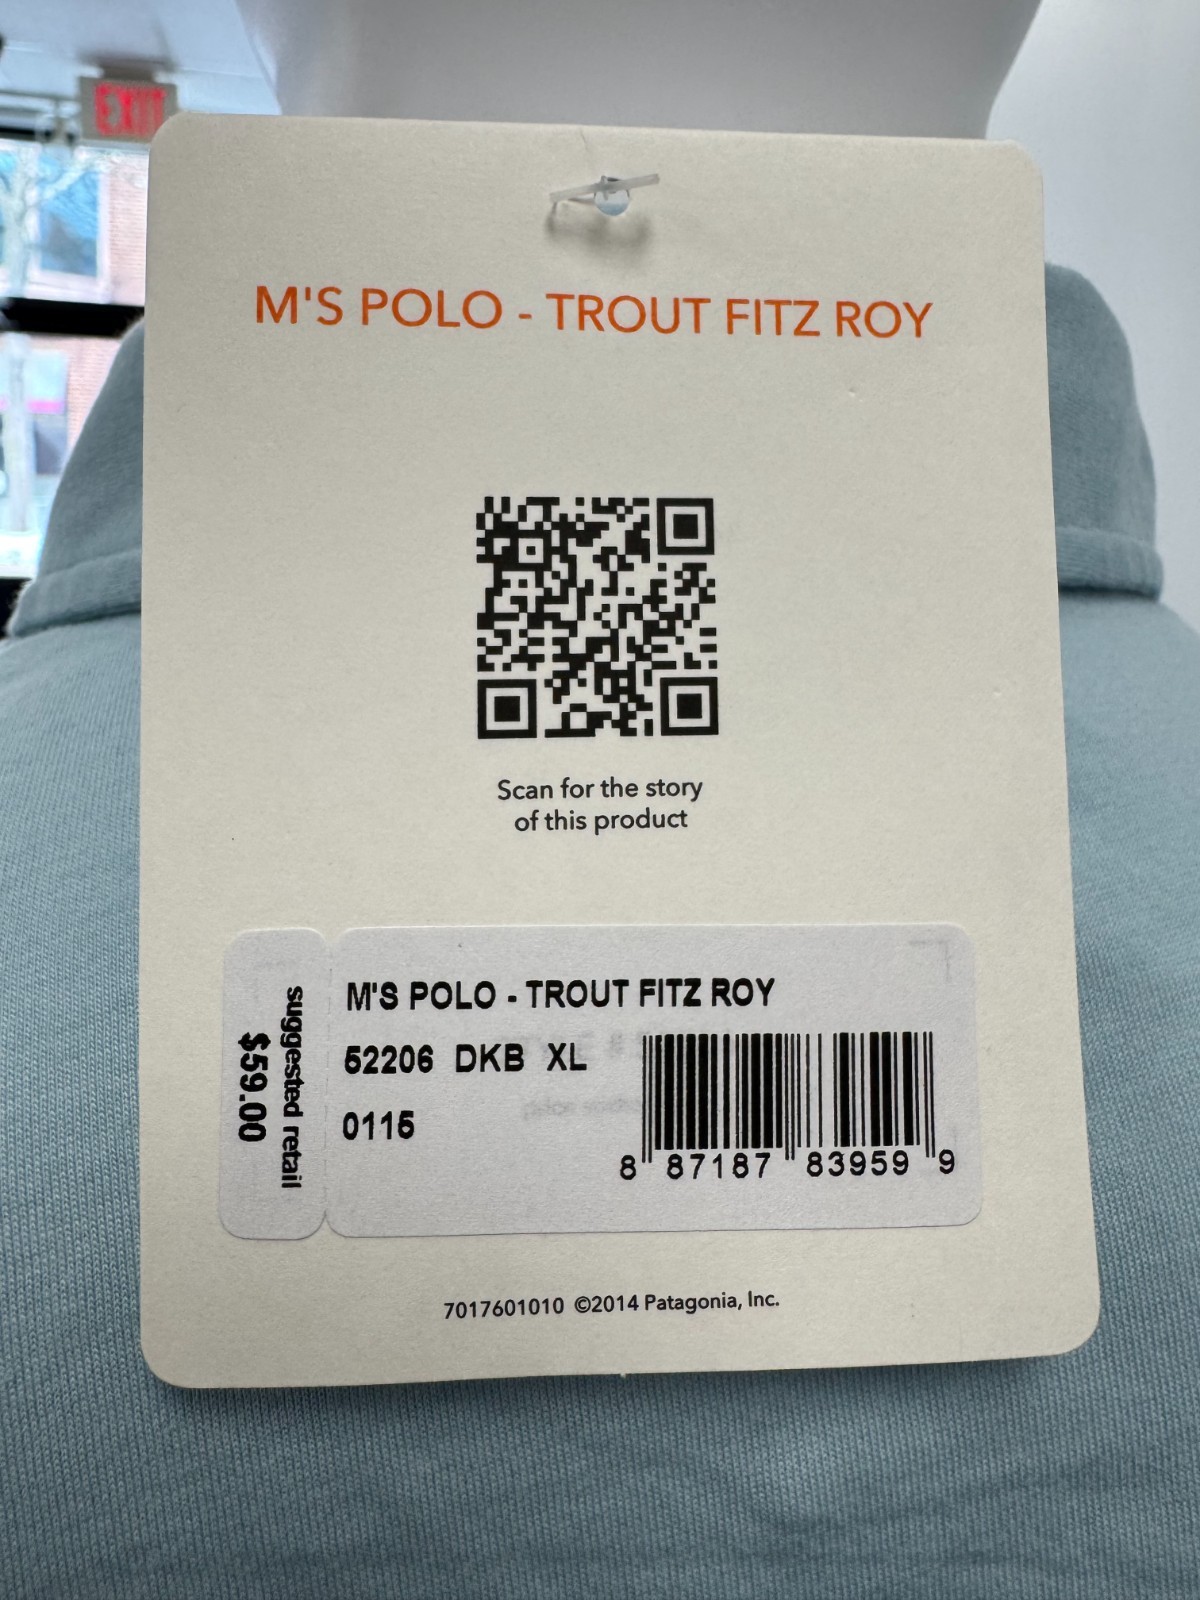 EXIT
M'S POLO - TROUT FITZ ROY
Scan for the story
of this product
suggested retail
$59.00
M'S POLO - TROUT FITZ ROY
52206 DKB XL
0115
8 87187 83959 9
7017601010 ©2014 Patagonia, Inc.